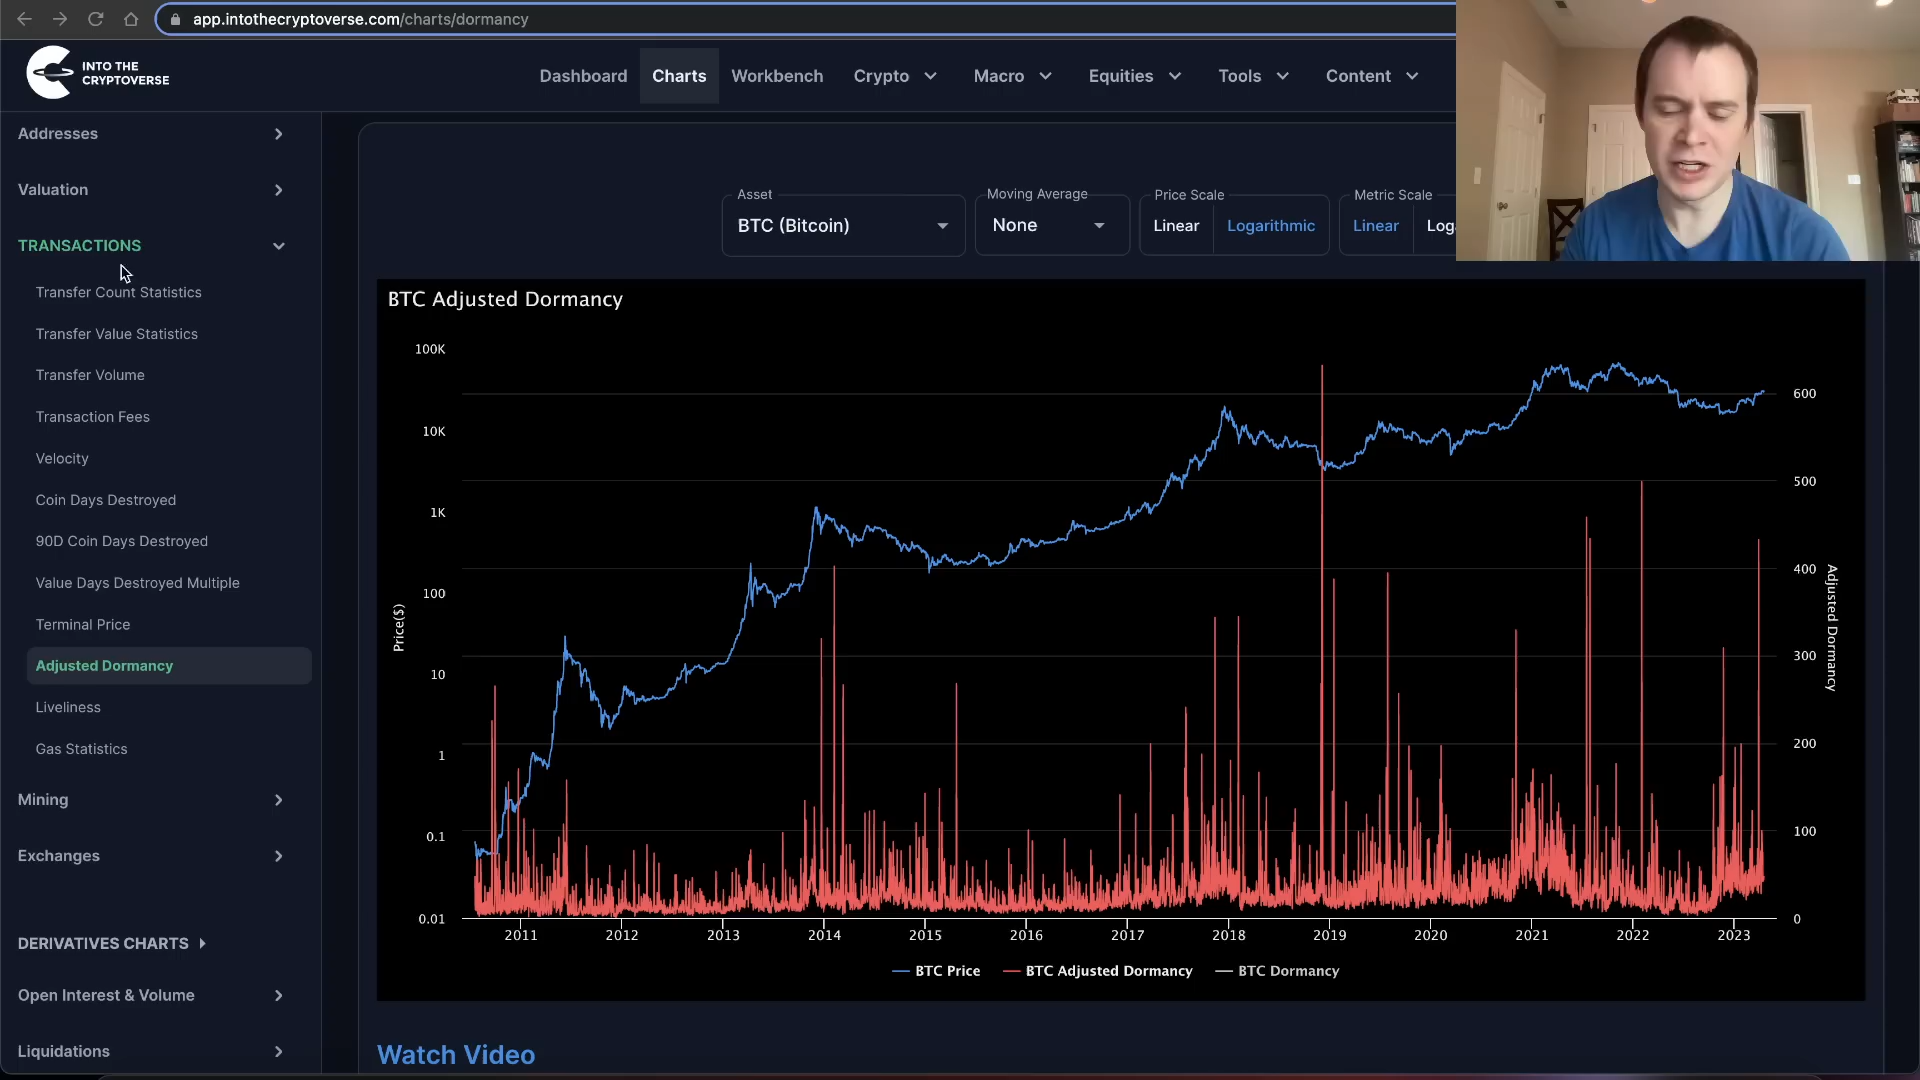 app.intothecryptoverse.com/charts/dormancy
INTO THE
CRYPTOVERSE
Dashboard
Charts
Workbench
Crypto
Macro
Equities
Tools
Content
Addresses
Valuation
TRANSACTIONS
Transfer Count Statistics
Transfer Value Statistics
Transfer Volume
Transaction Fees
Velocity
Coin Days Destroyed
90D Coin Days Destroyed
Value Days Destroyed Multiple
Terminal Price
Adjusted Dormancy
Liveliness
Gas Statistics
Mining
Exchanges
DERIVATIVES CHARTS
Open Interest & Volume
Liquidations
Asset
BTC (Bitcoin)
Moving Average
None
Price Scale
Linear
Logarithmic
Metric Scale
Linear
Log
BTC Adjusted Dormancy
100K
10K
1K
100
10
1
0.1
0.01
Price($)
600
500
400
300
200
100
0
Adjusted Dormancy
2011
2012
2013
2014
2015
2016
2017
2018
2019
2020
2021
2022
2023
BTC Price
BTC Adjusted Dormancy
BTC Dormancy
Watch Video